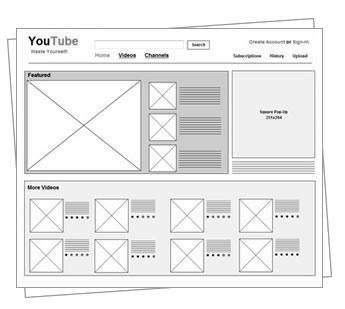 YouTube
Waste Yourself!
Search
Create Account or Sign-In
Home Videos Channels
Subscriptions History Upload
Featured
Square Pop-Up
More Videos